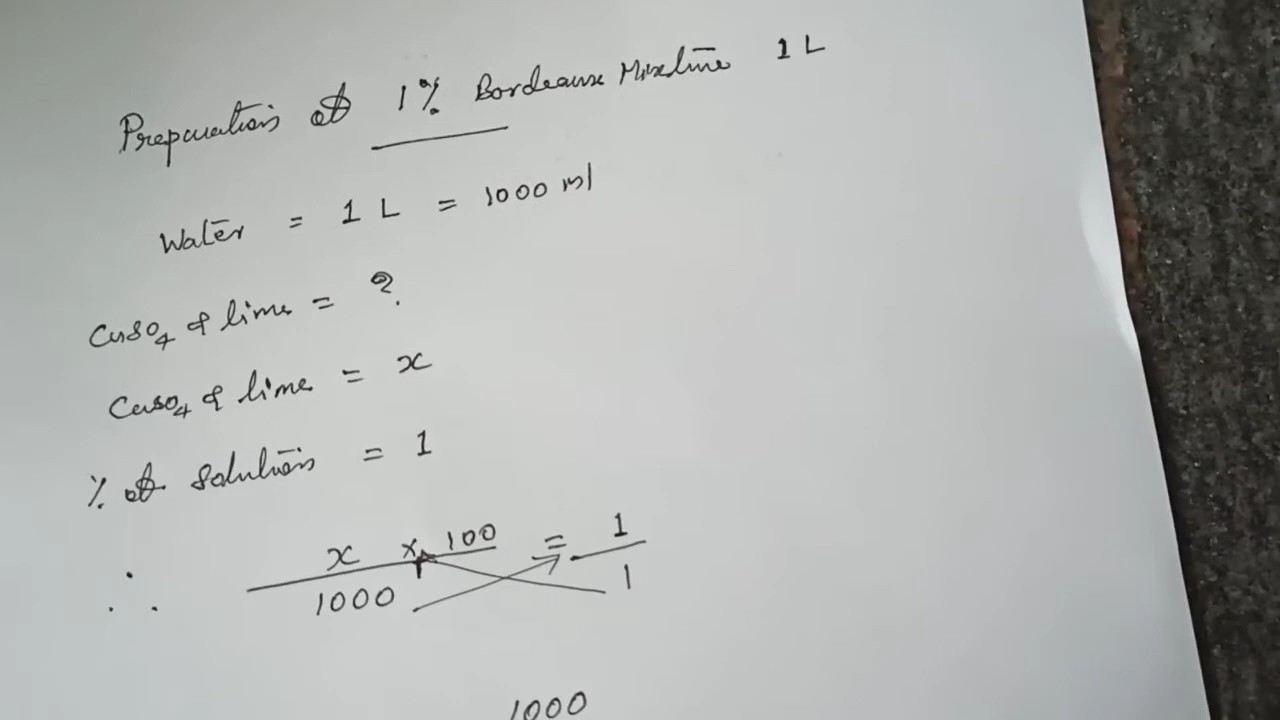 Preparation of 1% Bordeaux Mixture 1 L
Water = 1 L = 1000 ml
CuSO4 & lime = ?
CuSO4 & lime = x
% of solution = 1
∴ x × 100 / 1000 = 1 / 1
1000